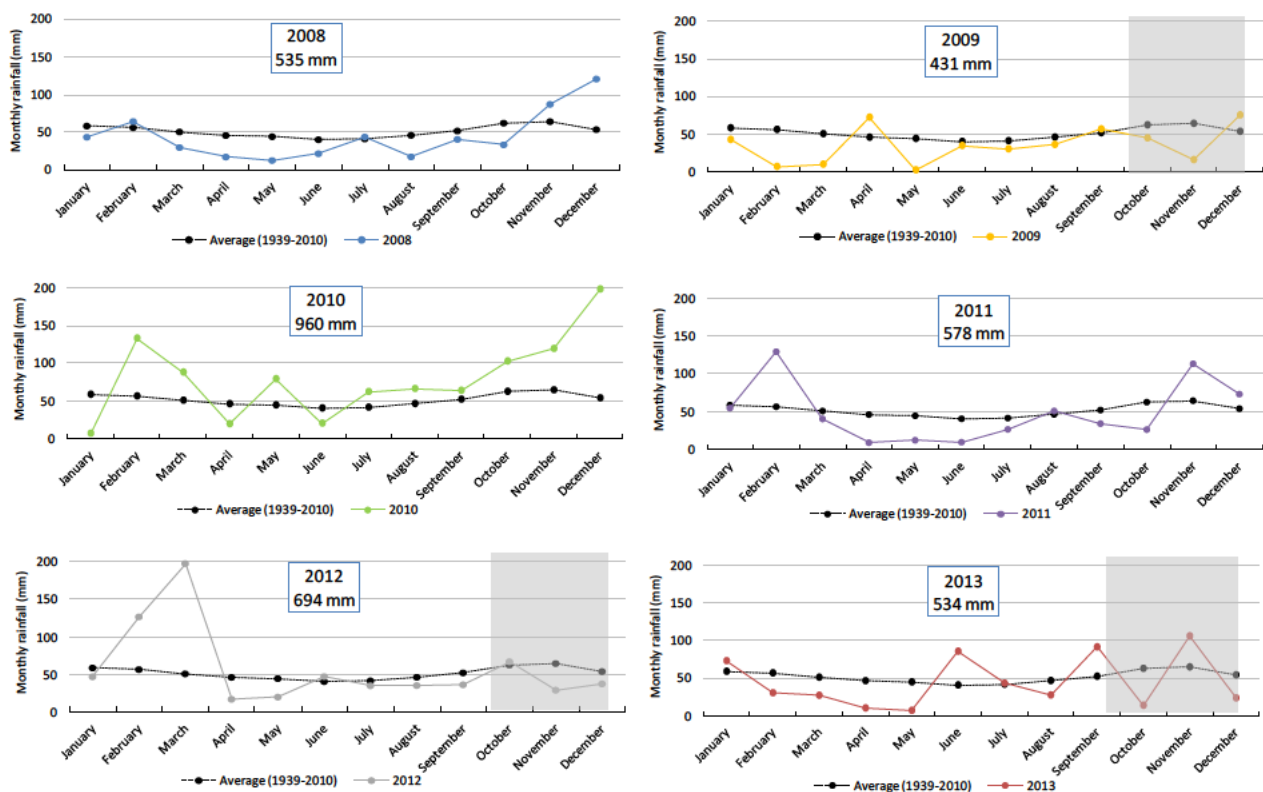 Monthly rainfall (mm)
200
150
100
50
0
2008
535 mm
January
February
March
April
May
June
July
August
September
October
November
December
Average (1939-2010)
2008
Monthly rainfall (mm)
200
150
100
50
0
2009
431 mm
January
February
March
April
May
June
July
August
September
October
November
December
Average (1939-2010)
2009
Monthly rainfall (mm)
200
150
100
50
0
2010
960 mm
January
February
March
April
May
June
July
August
September
October
November
December
Average (1939-2010)
2010
Monthly rainfall (mm)
200
150
100
50
0
2011
578 mm
January
February
March
April
May
June
July
August
September
October
November
December
Average (1939-2010)
2011
Monthly rainfall (mm)
200
150
100
50
0
2012
694 mm
January
February
March
April
May
June
July
August
September
October
November
December
Average (1939-2010)
2012
Monthly rainfall (mm)
200
150
100
50
0
2013
534 mm
January
February
March
April
May
June
July
August
September
October
November
December
Average (1939-2010)
2013